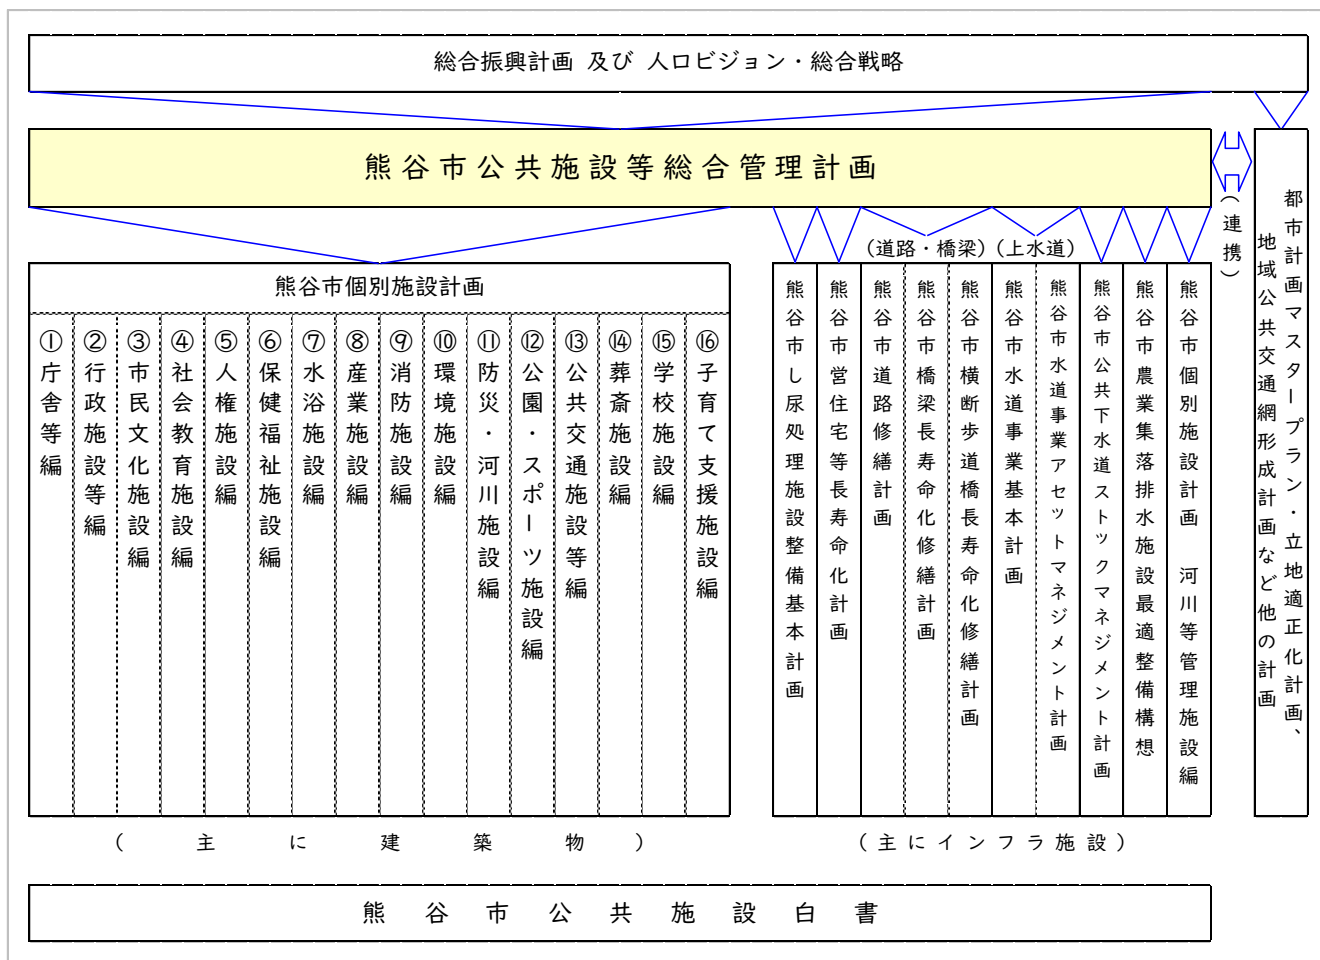 総合振興計画 及び 人口ビジョン・総合戦略
熊谷市公共施設等総合管理計画
(連携)
都市計画マスタープラン・立地適正化計画、
地域公共交通網形成計画など他の計画
(道路・橋梁)
(上水道)
熊谷市個別施設計画
①庁舎等編
②行政施設等編
③市民文化施設編
④社会教育施設編
⑤人権施設編
⑥保健福祉施設編
⑦水浴施設編
⑧産業施設編
⑨消防施設編
⑩環境施設編
⑪防災・河川施設編
⑫公園・スポーツ施設編
⑬公共交通施設等編
⑭葬斎施設編
⑮学校施設編
⑯子育て支援施設編
熊谷市し尿処理施設整備基本計画
熊谷市営住宅等長寿命化計画
熊谷市道路修繕計画
熊谷市橋梁長寿命化修繕計画
熊谷市横断歩道橋長寿命化修繕計画
熊谷市水道事業基本計画
熊谷市水道事業アセットマネジメント計画
熊谷市公共下水道ストックマネジメント計画
熊谷市農業集落排水施設最適整備構想
熊谷市個別施設計画 河川等管理施設編
(主に建築物)
(主にインフラ施設)
熊谷市公共施設白書